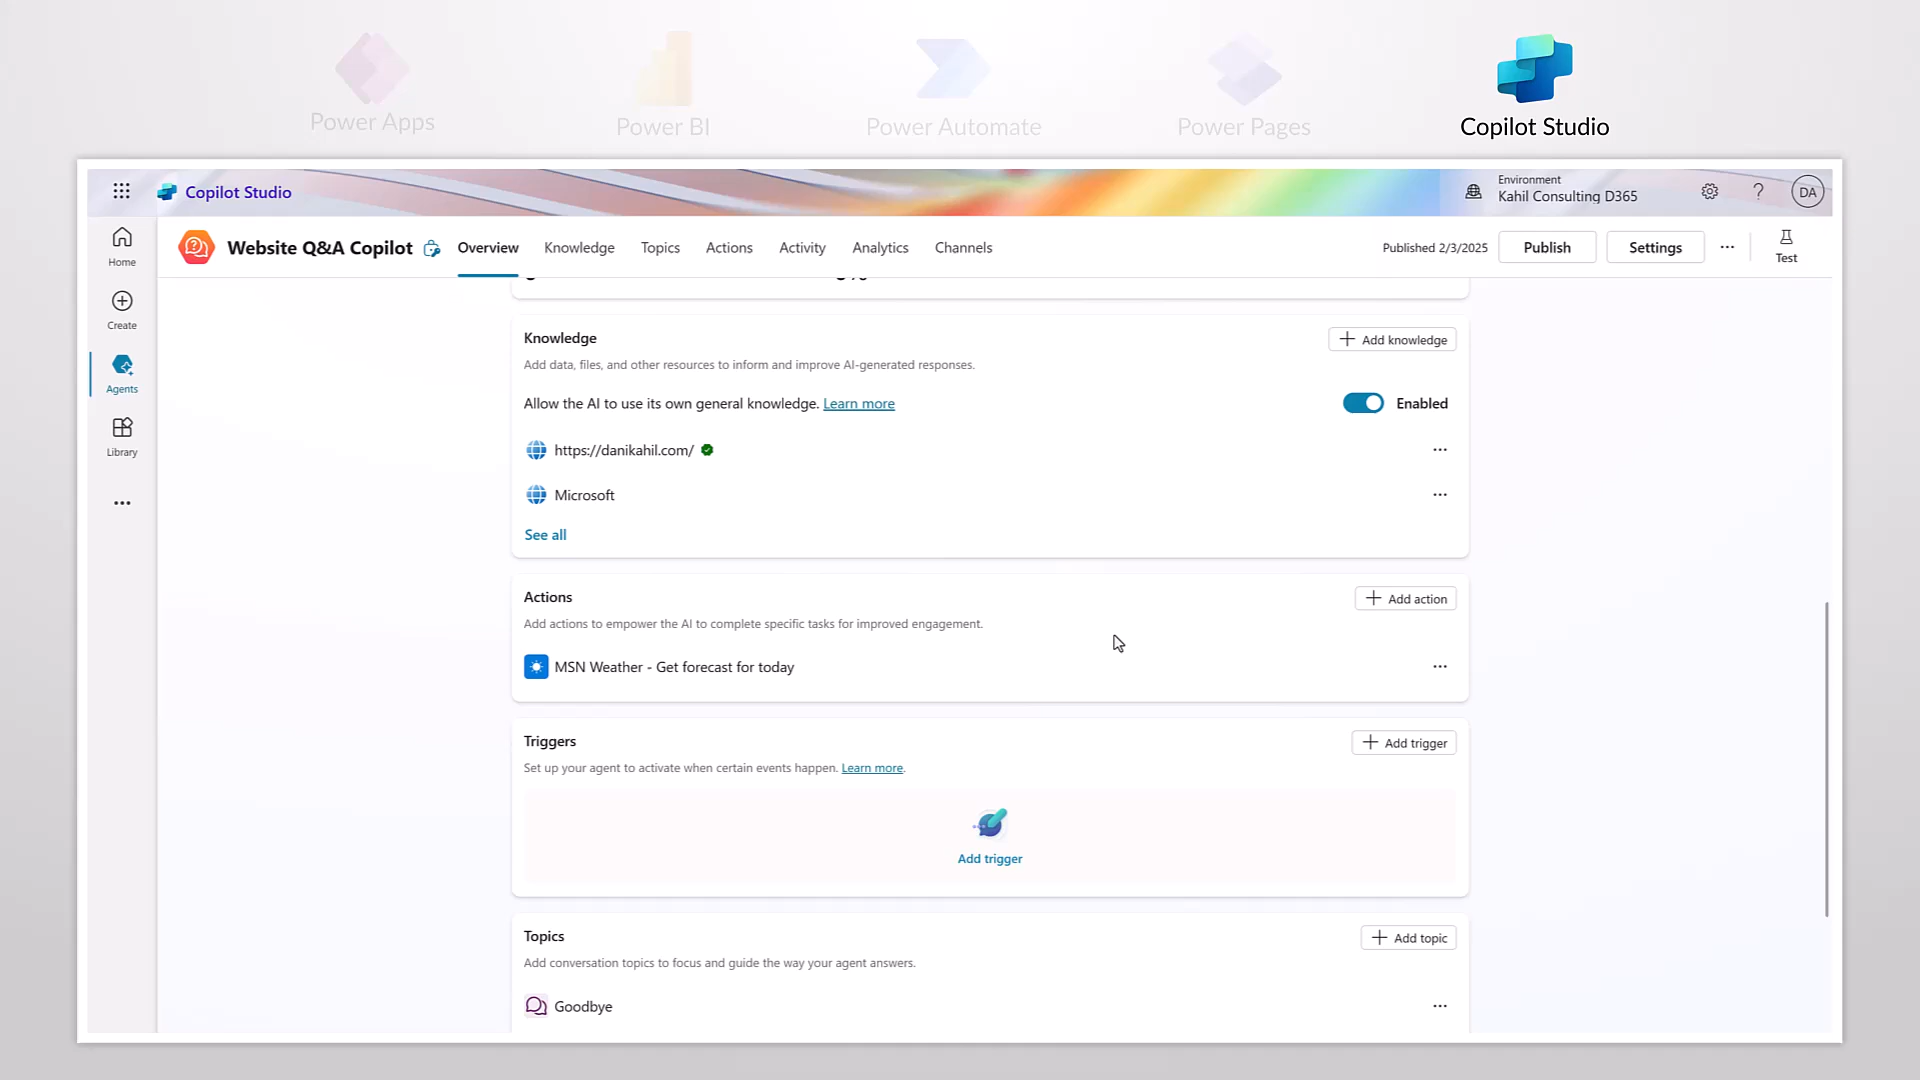 Power Apps
Power BI
Power Automate
Power Pages
Copilot Studio
Copilot Studio
Environment
Kahil Consulting D365
?
DA
Home
Website Q&A Copilot
Overview
Knowledge
Topics
Actions
Activity
Analytics
Channels
Published 2/3/2025
Publish
Settings
Test
Create
Agents
Library
Knowledge
Add knowledge
Add data, files, and other resources to inform and improve AI-generated responses.
Allow the AI to use its own general knowledge. Learn more
Enabled
https://danikahil.com/
Microsoft
See all
Actions
Add action
Add actions to empower the AI to complete specific tasks for improved engagement.
MSN Weather - Get forecast for today
Triggers
Add trigger
Set up your agent to activate when certain events happen. Learn more.
Add trigger
Topics
Add topic
Add conversation topics to focus and guide the way your agent answers.
Goodbye